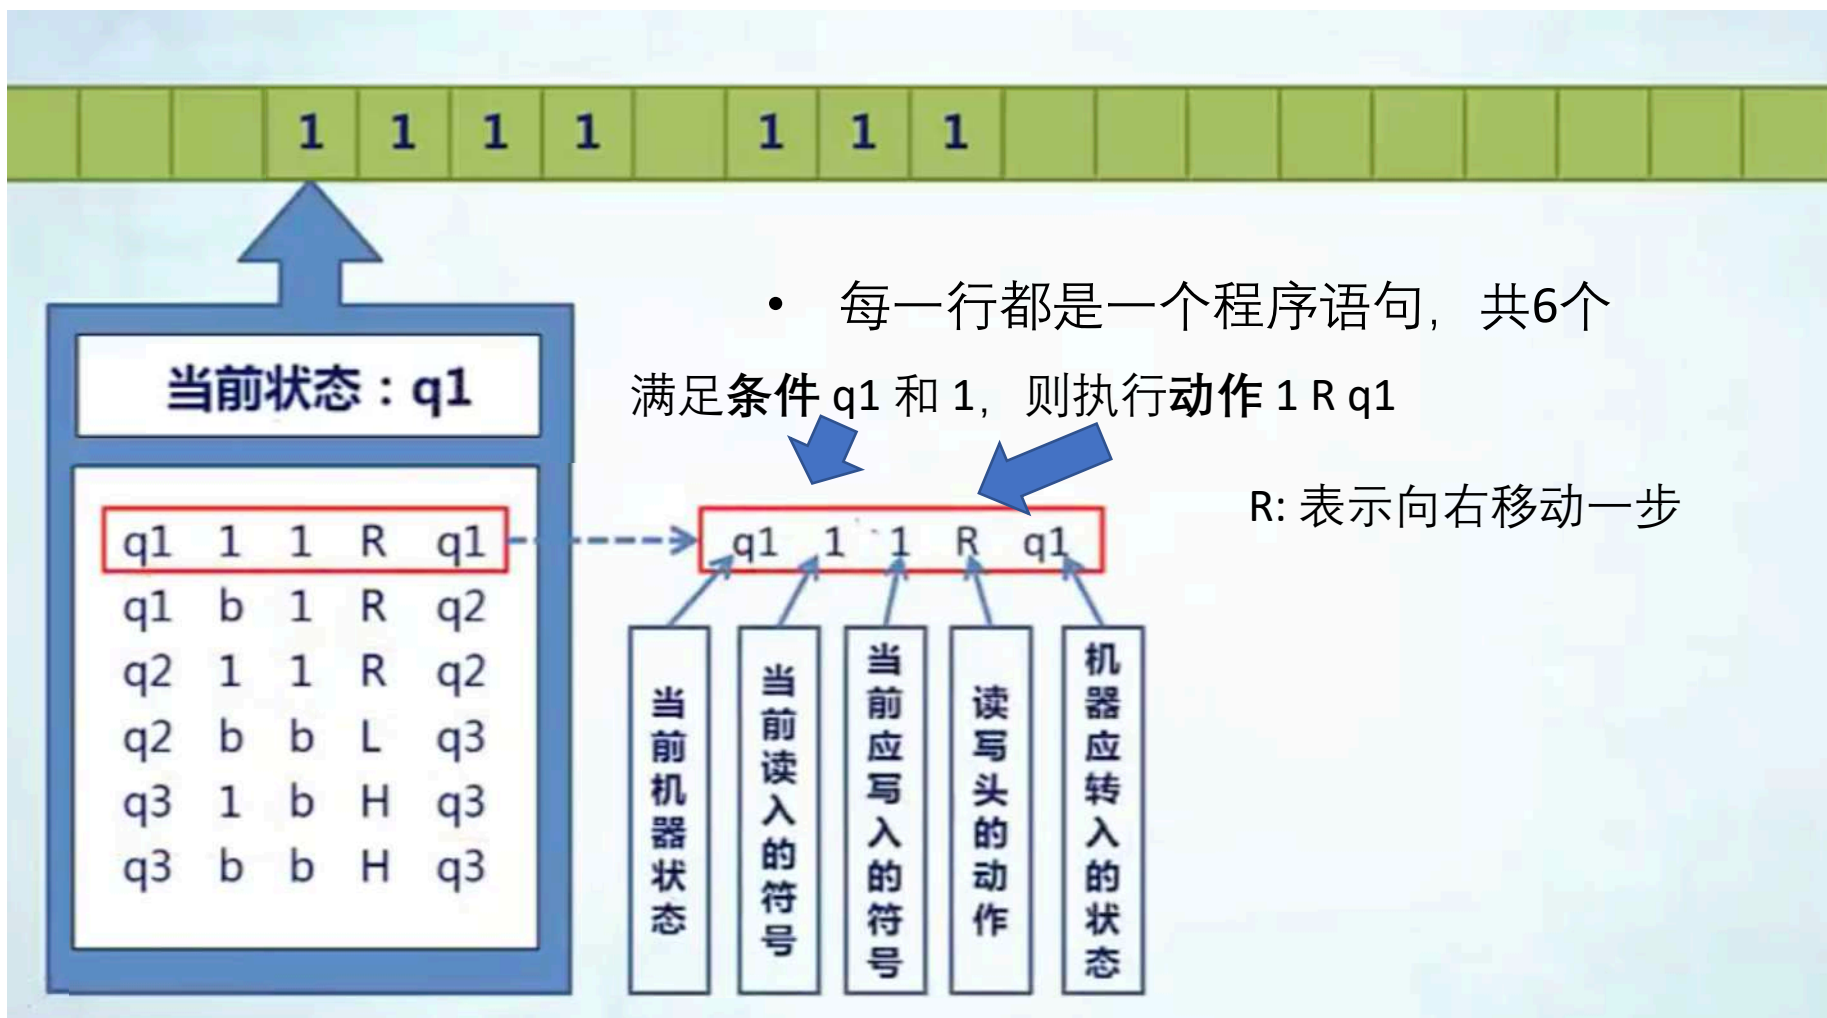 1 1 1 1 1 1 1
• 每一行都是一个程序语句，共6个
当前状态：q1
满足条件 q1 和 1，则执行动作 1 R q1
R: 表示向右移动一步
q1 1 1 R q1
q1 b 1 R q2
q2 1 1 R q2
q2 b b L q3
q3 1 b H q3
q3 b b H q3
q1 1 1 R q1
当前机器状态
当前读入的符号
当前应写入的符号
读写头的动作
机器应转入的状态